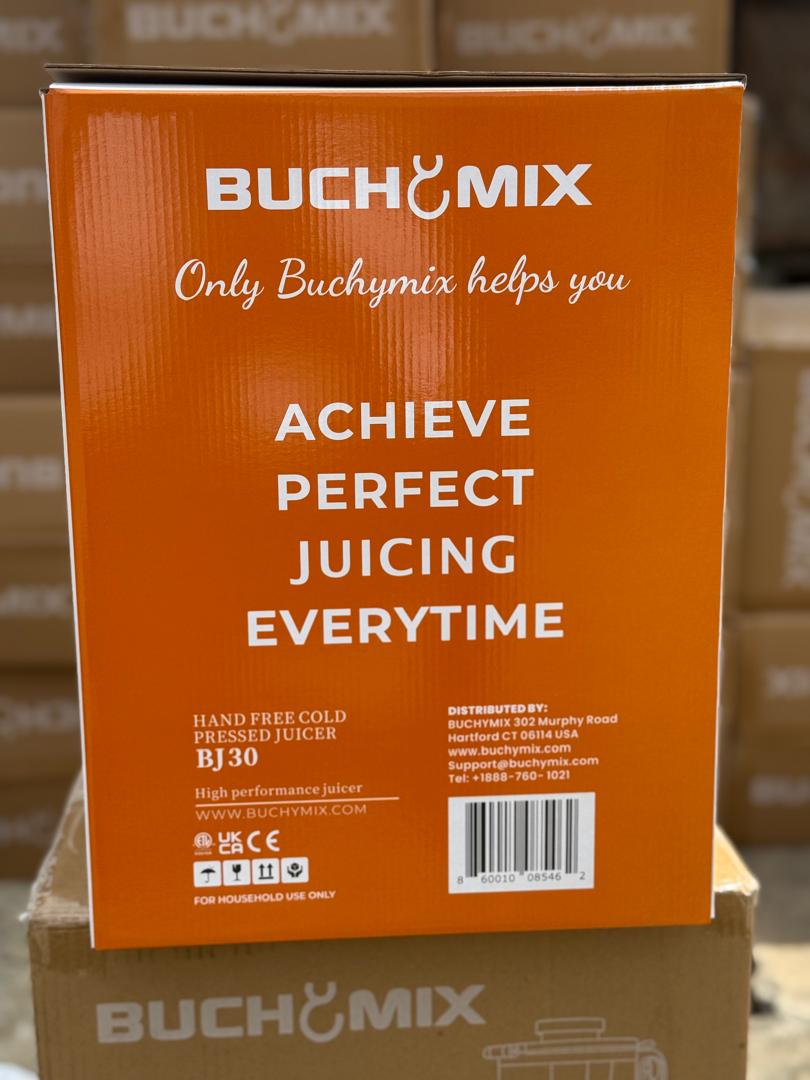 BUCHYMIX
BUCHYMIX
BUCHYMIX
Only Buchymix helps you
ACHIEVE
PERFECT
JUICING
EVERYTIME
HAND FREE COLD
PRESSED JUICER
BJ30
High performance juicer
WWW.BUCHYMIX.COM
UK
CA CE
FOR HOUSEHOLD USE ONLY
DISTRIBUTED BY:
BUCHYMIX 302 Murphy Road
Hartford CT 06114 USA
www.buchymix.com
Support@buchymix.com
Tel: +1888-760- 1021
8 60010 08546 2
BUCHYMIX